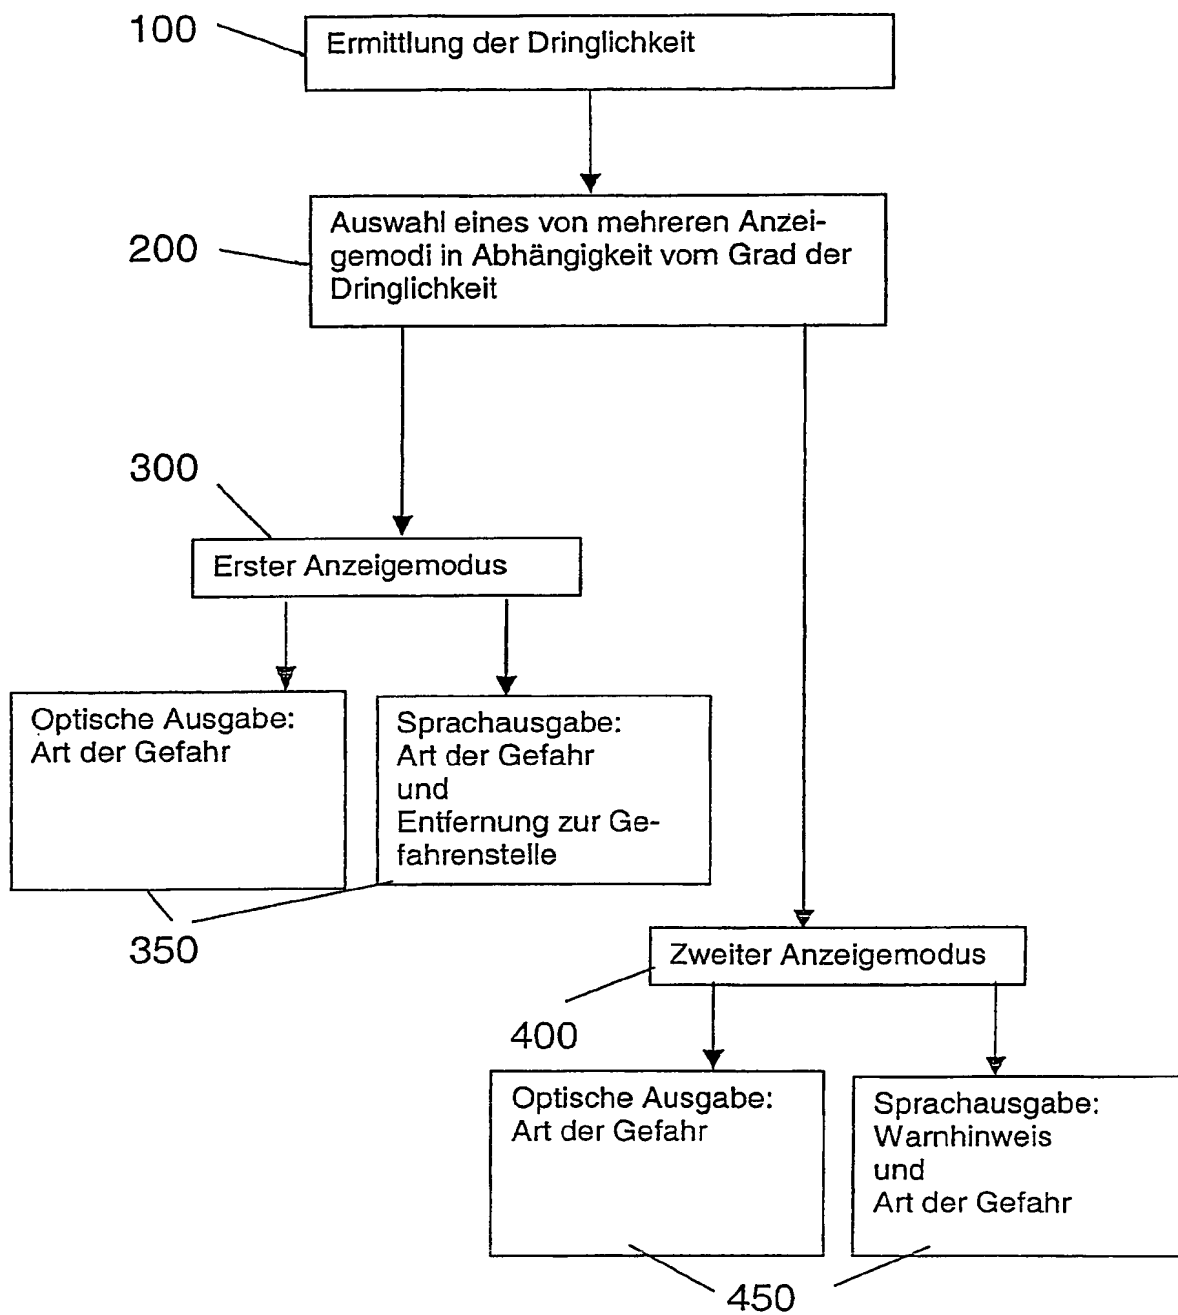 100
Ermittlung der Dringlichkeit
200
Auswahl eines von mehreren Anzei-
gemodi in Abhängigkeit vom Grad der
Dringlichkeit
300
Erster Anzeigemodus
Optische Ausgabe:
Art der Gefahr
Sprachausgabe:
Art der Gefahr
und
Entfernung zur Ge-
fahrenstelle
350
Zweiter Anzeigemodus
400
Optische Ausgabe:
Art der Gefahr
Sprachausgabe:
Warnhinweis
und
Art der Gefahr
450